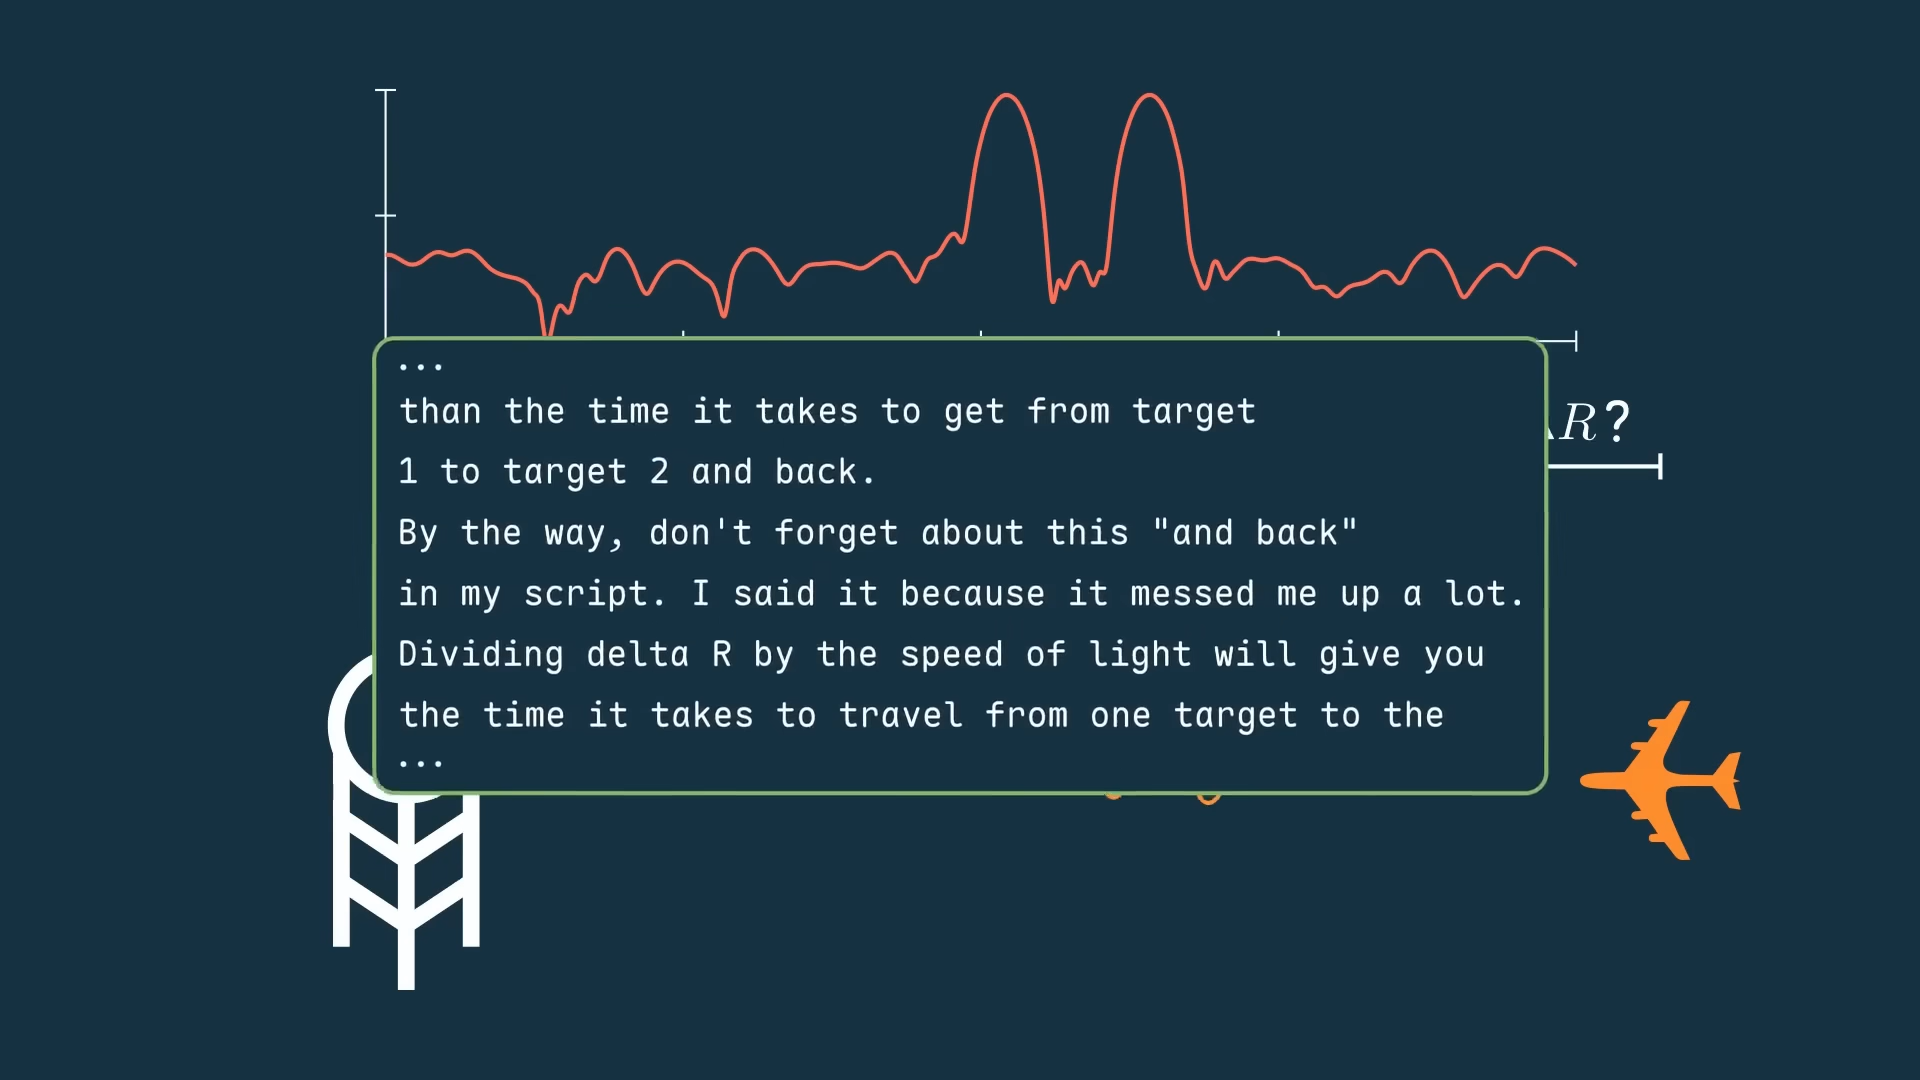 R?
...
than the time it takes to get from target
1 to target 2 and back.
By the way, don't forget about this "and back"
in my script. I said it because it messed me up a lot.
Dividing delta R by the speed of light will give you
the time it takes to travel from one target to the
...